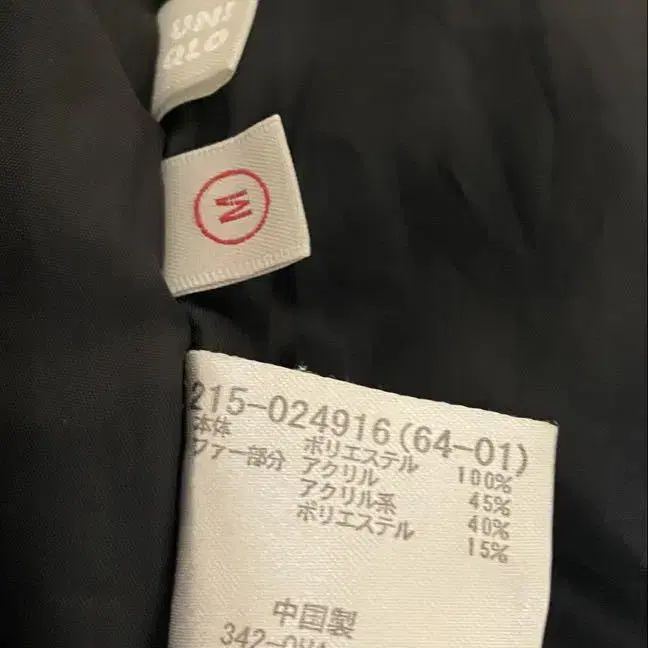 UNI
QLO
M
215-024916(64-01)
本体 ポリエステル 100%
ファー部分 アクリル 45%
アクリル系 40%
ポリエステル 15%
中国製